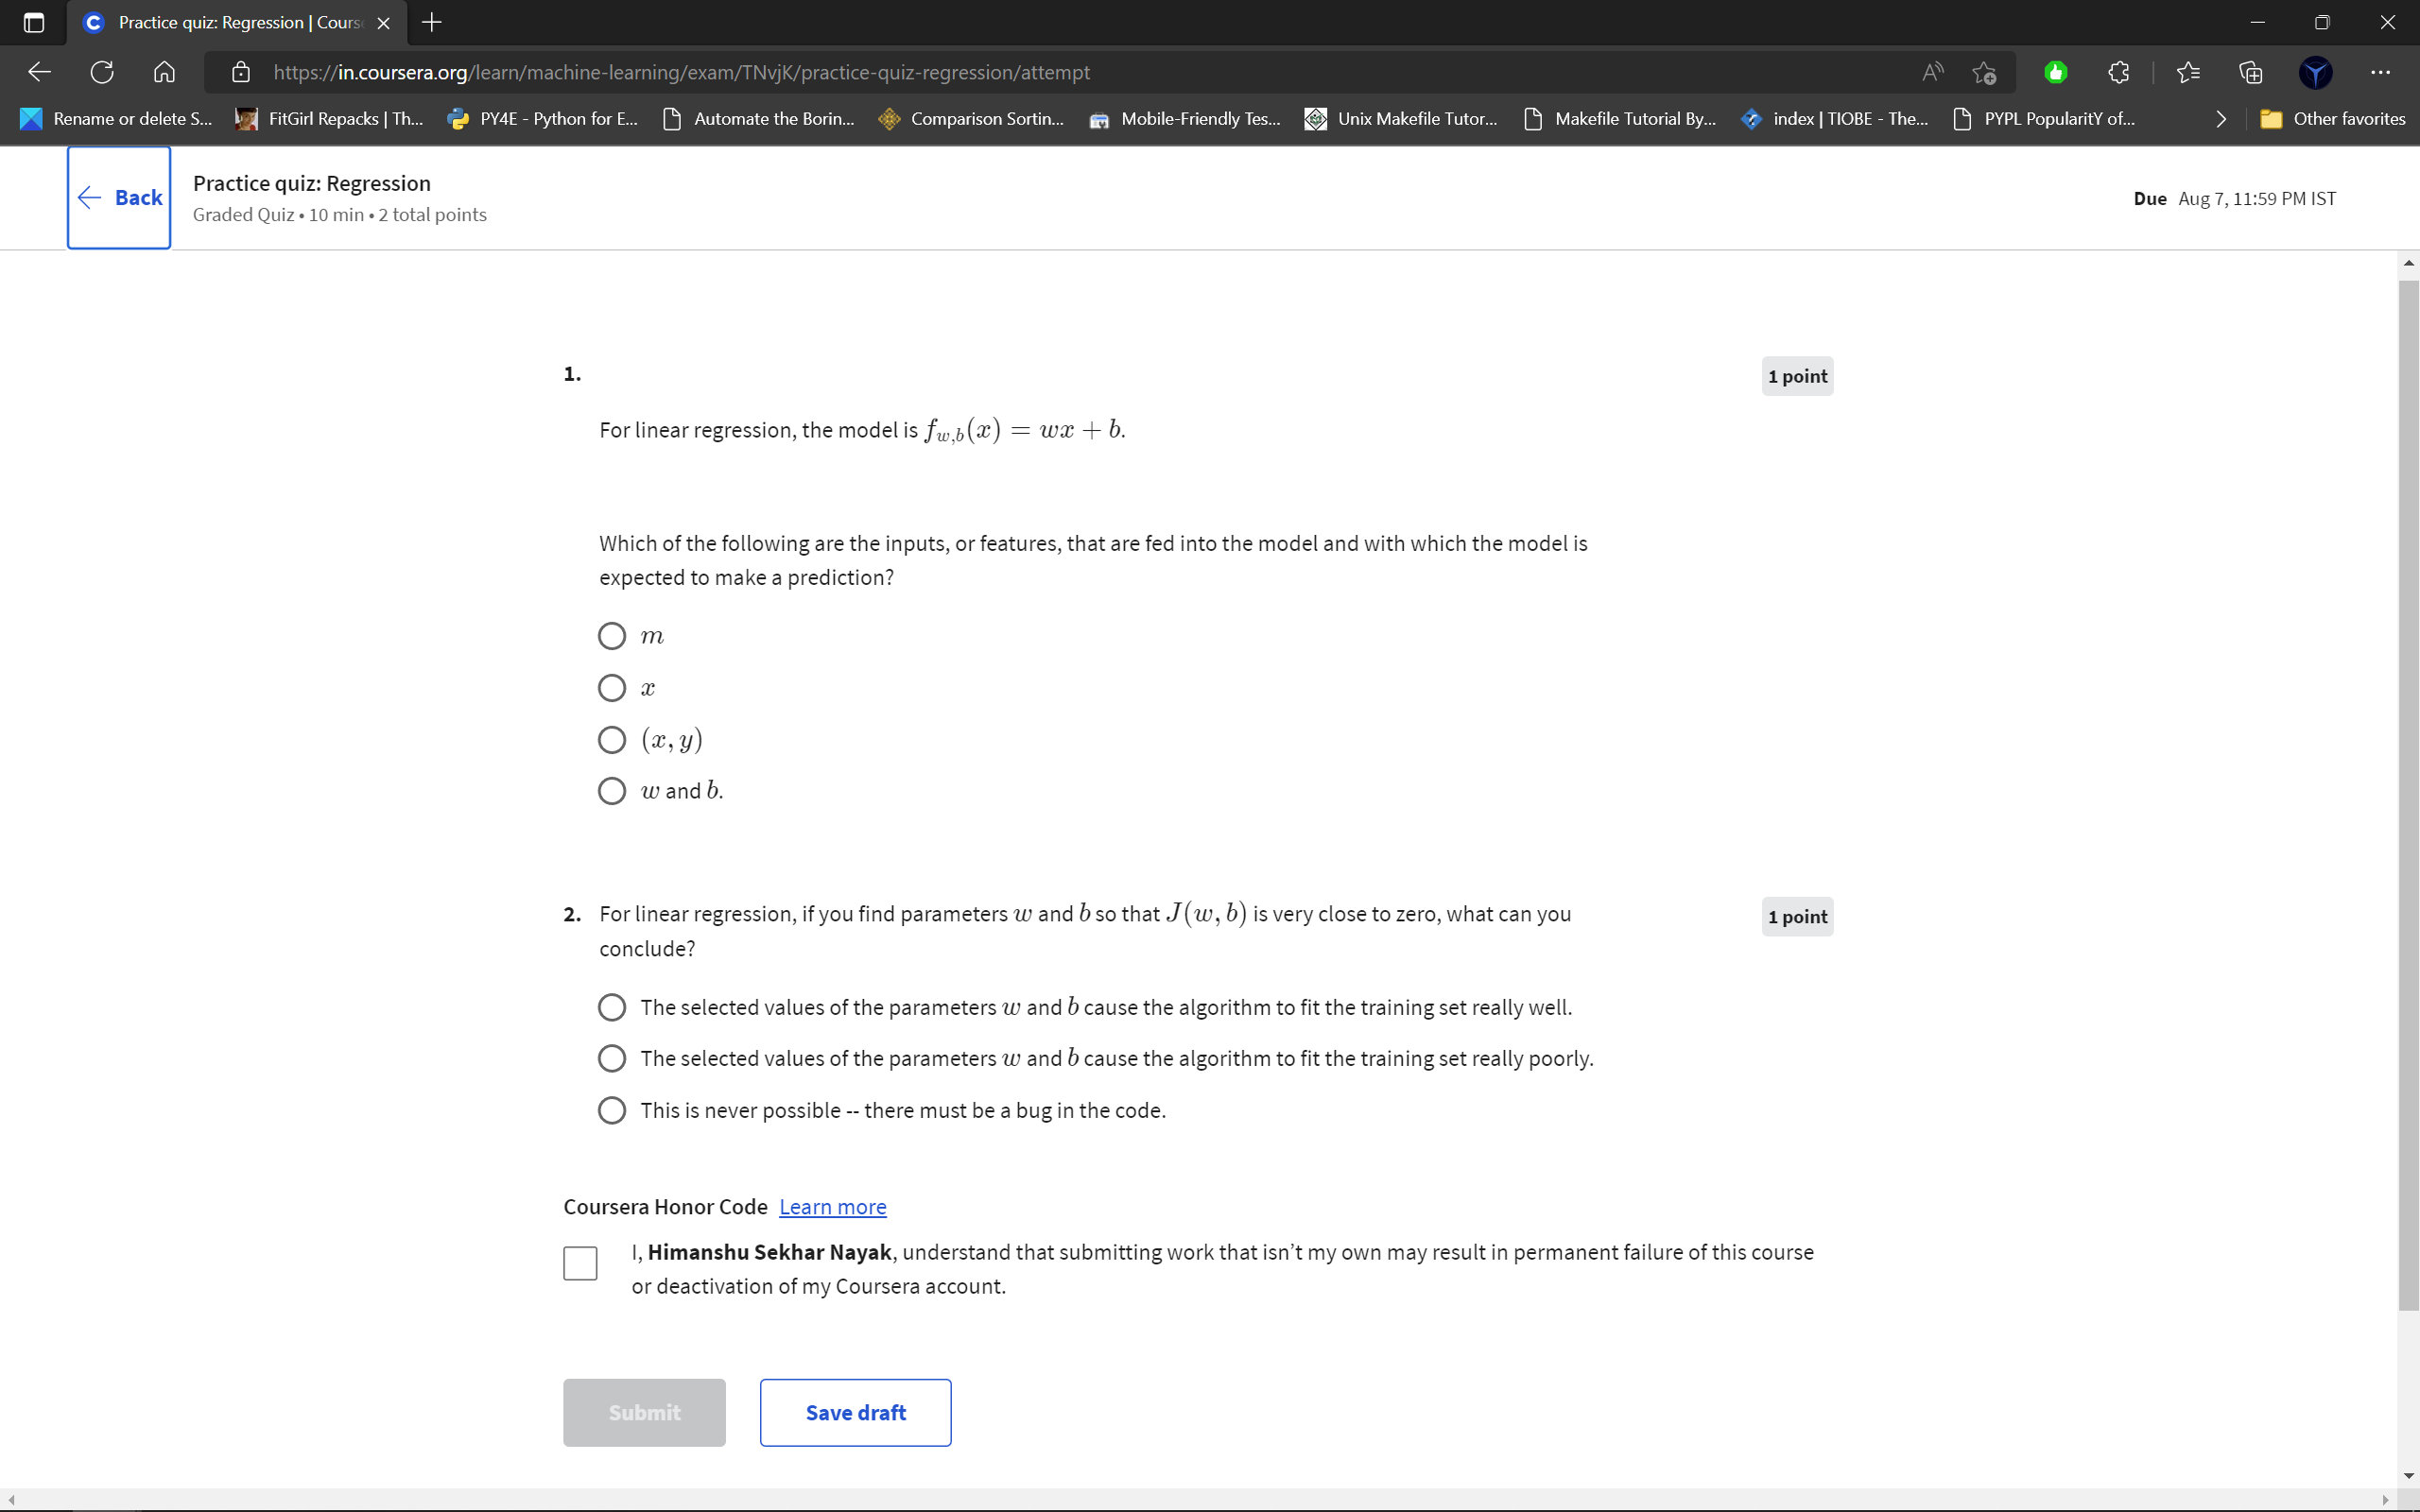 Practice quiz: Regression | Cours
https://in.coursera.org/learn/machine-learning/exam/TNvjK/practice-quiz-regression/attempt
Rename or delete S... FitGirl Repacks | Th... PY4E - Python for E... Automate the Borin... Comparison Sortin... Mobile-Friendly Tes... Unix Makefile Tutor... Makefile Tutorial By... index | TIOBE - The... PYPL PopularitY of... Other favorites
Back
Practice quiz: Regression
Graded Quiz • 10 min • 2 total points
Due Aug 7, 11:59 PM IST
1.
1 point
For linear regression, the model is f_{w,b}(x) = wx + b.
Which of the following are the inputs, or features, that are fed into the model and with which the model is
expected to make a prediction?
m
x
(x, y)
w and b.
2. For linear regression, if you find parameters w and b so that J(w, b) is very close to zero, what can you
conclude?
1 point
The selected values of the parameters w and b cause the algorithm to fit the training set really well.
The selected values of the parameters w and b cause the algorithm to fit the training set really poorly.
This is never possible -- there must be a bug in the code.
Coursera Honor Code Learn more
I, Himanshu Sekhar Nayak, understand that submitting work that isn't my own may result in permanent failure of this course
or deactivation of my Coursera account.
Submit
Save draft